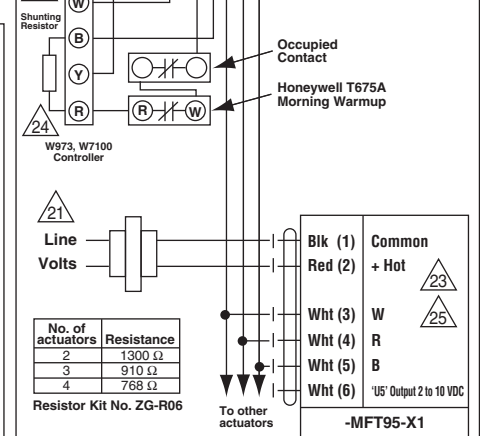 W
Shunting
Resistor
B
Occupied
Contact
Y
Honeywell T675A
Morning Warmup
R
R
W
24
W973, W7100
Controller
21
Line
Volts
Blk (1) Common
Red (2) + Hot
23
Wht (3) W
25
Wht (4) R
Wht (5) B
Wht (6) ‘U5’ Output 2 to 10 VDC
No. of
actuators Resistance
2 1300 Ω
3 910 Ω
4 768 Ω
Resistor Kit No. ZG-R06
To other
actuators
-MFT95-X1